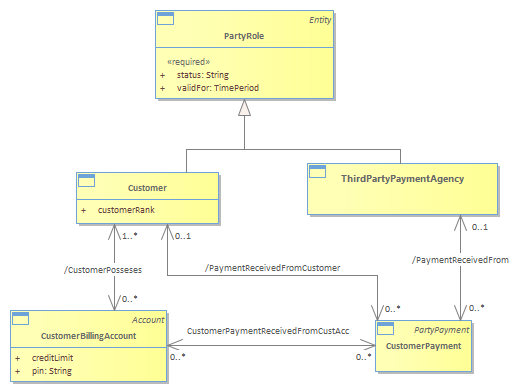 Entity
PartyRole
«required»
+ status: String
+ validFor: TimePeriod
Customer
+ customerRank
ThirdPartyPaymentAgency
1..*
0..1
0..1
/CustomerPosseses
/PaymentReceivedFromCustomer
/PaymentReceivedFrom
0..*
0..*
0..*
Account
CustomerBillingAccount
+ creditLimit
+ pin: String
CustomerPaymentReceivedFromCustAcc
0..*
0..*
PartyPayment
CustomerPayment